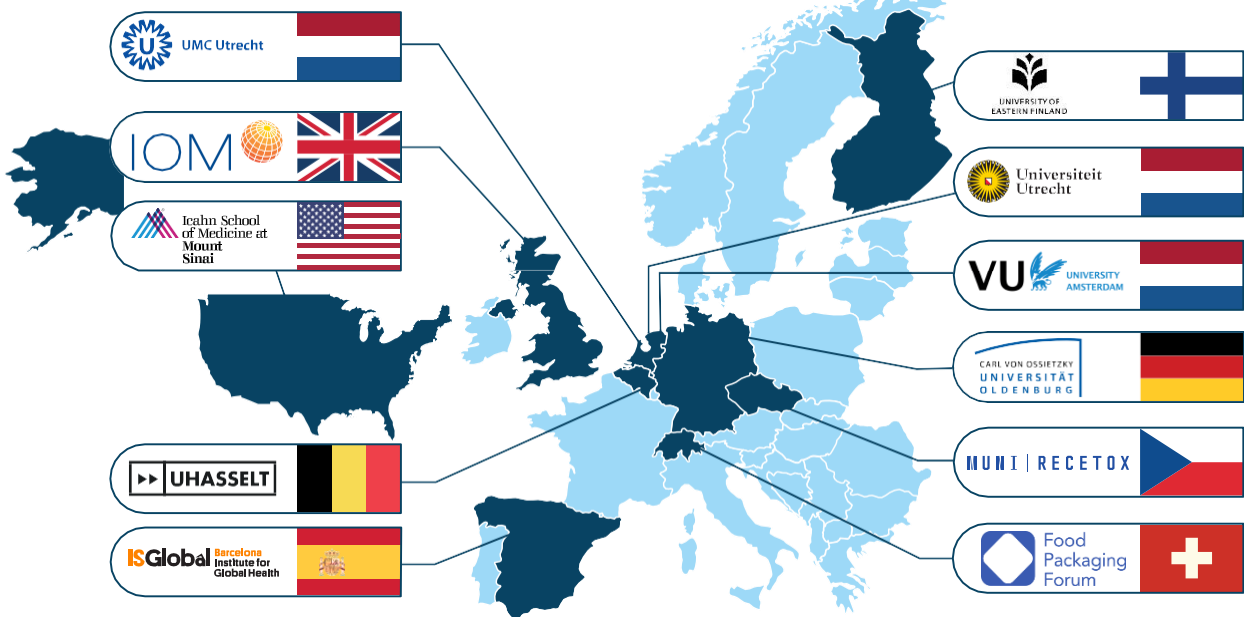 UMC Utrecht
IOM
Icahn School
of Medicine at
Mount
Sinai
UHASSELT
ISGlobal
Barcelona
Institute for
Global Health
UNIVERSITY OF
EASTERN FINLAND
Universiteit
Utrecht
VU
UNIVERSITY
AMSTERDAM
CARL VON OSSIETZKY
UNIVERSITÄT
OLDENBURG
MUNI | RECETOX
Food
Packaging
Forum